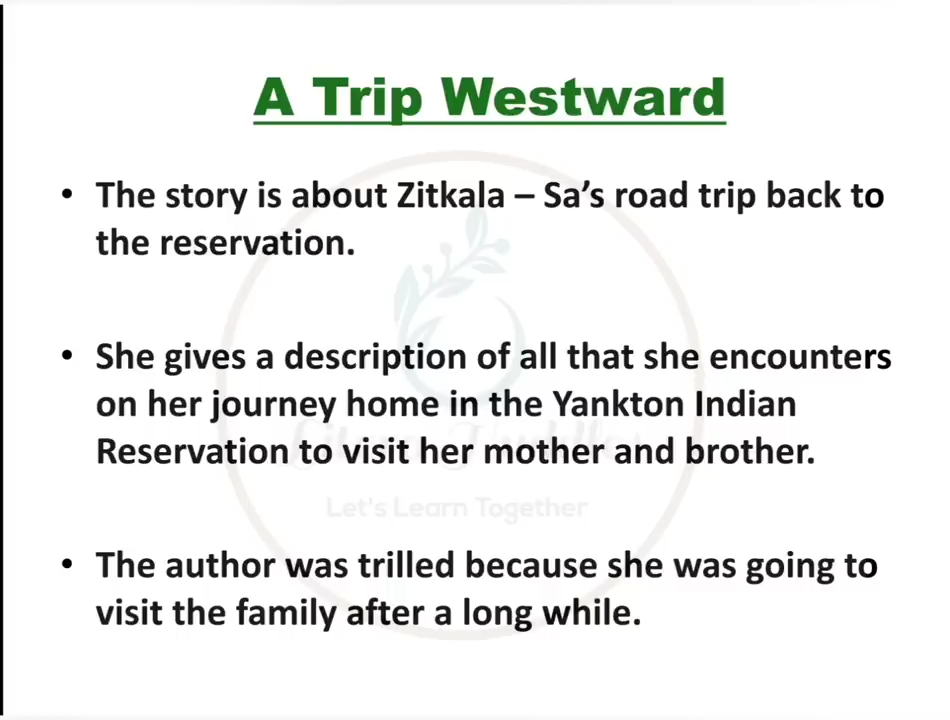 A Trip Westward
• The story is about Zitkala – Sa's road trip back to
the reservation.
• She gives a description of all that she encounters
on her journey home in the Yankton Indian
Reservation to visit her mother and brother.
Let's Learn Together
• The author was trilled because she was going to
visit the family after a long while.